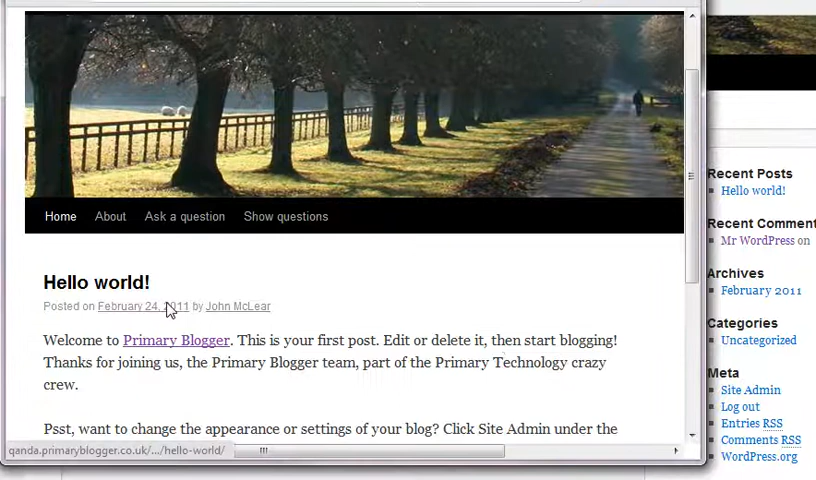 Home About Ask a question Show questions
Hello world!
Posted on February 24, 2011 by John McLear
Welcome to Primary Blogger. This is your first post. Edit or delete it, then start blogging!
Thanks for joining us, the Primary Blogger team, part of the Primary Technology crazy
crew.
Psst, want to change the appearance or settings of your blog? Click Site Admin under the
qanda.primaryblogger.co.uk/.../hello-world/
Recent Posts
Hello world!
Recent Comment
Mr WordPress on
Archives
February 2011
Categories
Uncategorized
Meta
Site Admin
Log out
Entries RSS
Comments RSS
WordPress.org